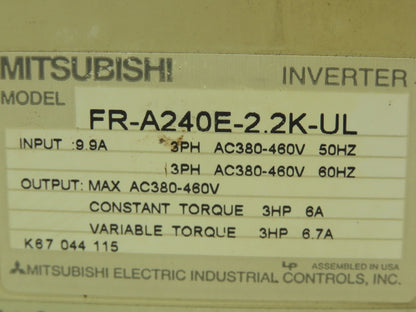 MITSUBISHI INVERTER
MODEL
FR-A240E-2.2K-UL
INPUT :9.9A 3PH AC380-460V 50HZ
3PH AC380-460V 60HZ
OUTPUT: MAX AC380-460V
CONSTANT TORQUE 3HP 6A
VARIABLE TORQUE 3HP 6.7A
K67 044 115
LP ASSEMBLED IN USA
MITSUBISHI ELECTRIC INDUSTRIAL CONTROLS, INC.